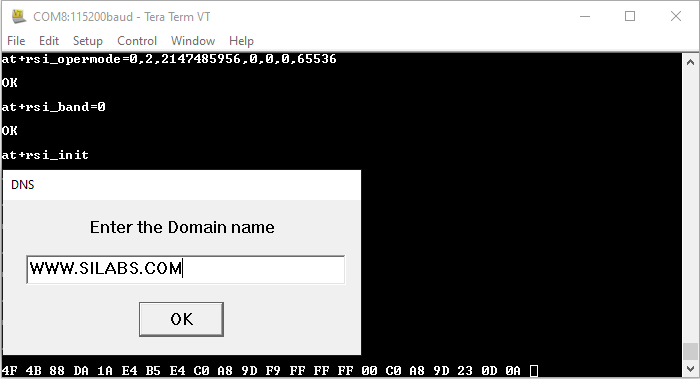 COM8:115200baud - Tera Term VT
File Edit Setup Control Window Help
at+rsi_opermode=0,2,2147485956,0,0,0,65536
OK
at+rsi_band=0
OK
at+rsi_init
DNS
Enter the Domain name
WWW.SILABS.COM
OK
4F 4B 88 DA 1A E4 B5 E4 C0 A8 9D F9 FF FF FF 00 C0 A8 9D 23 0D 0A